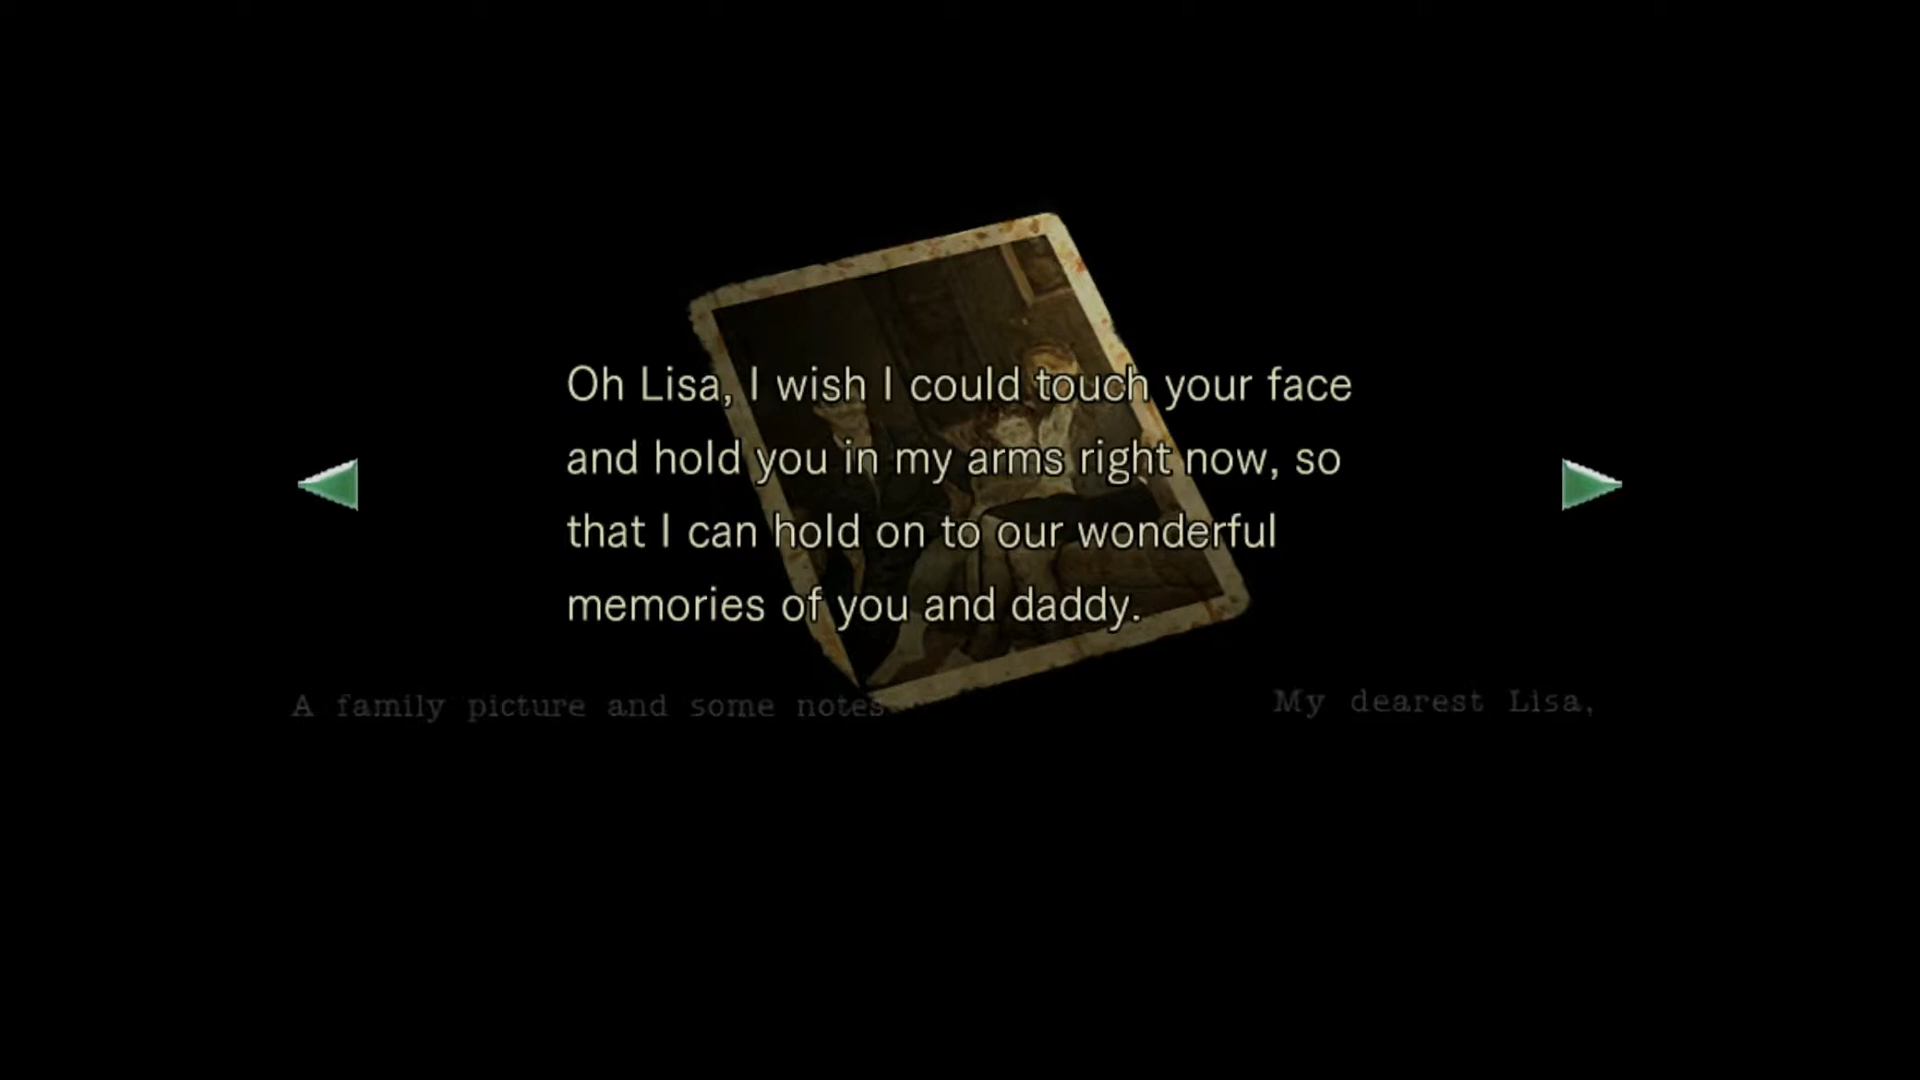 Oh Lisa, I wish I could touch your face
and hold you in my arms right now, so
that I can hold on to our wonderful
memories of you and daddy.
A family picture and some notes
My dearest Lisa,